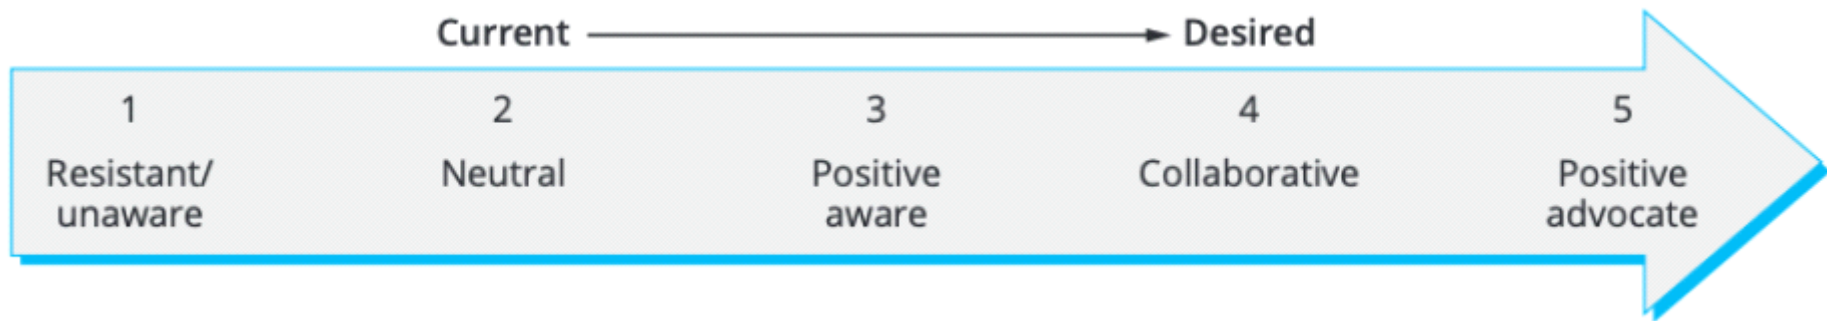 Current Desired
1 2 3 4 5
Resistant/ Neutral Positive Collaborative Positive
unaware aware advocate